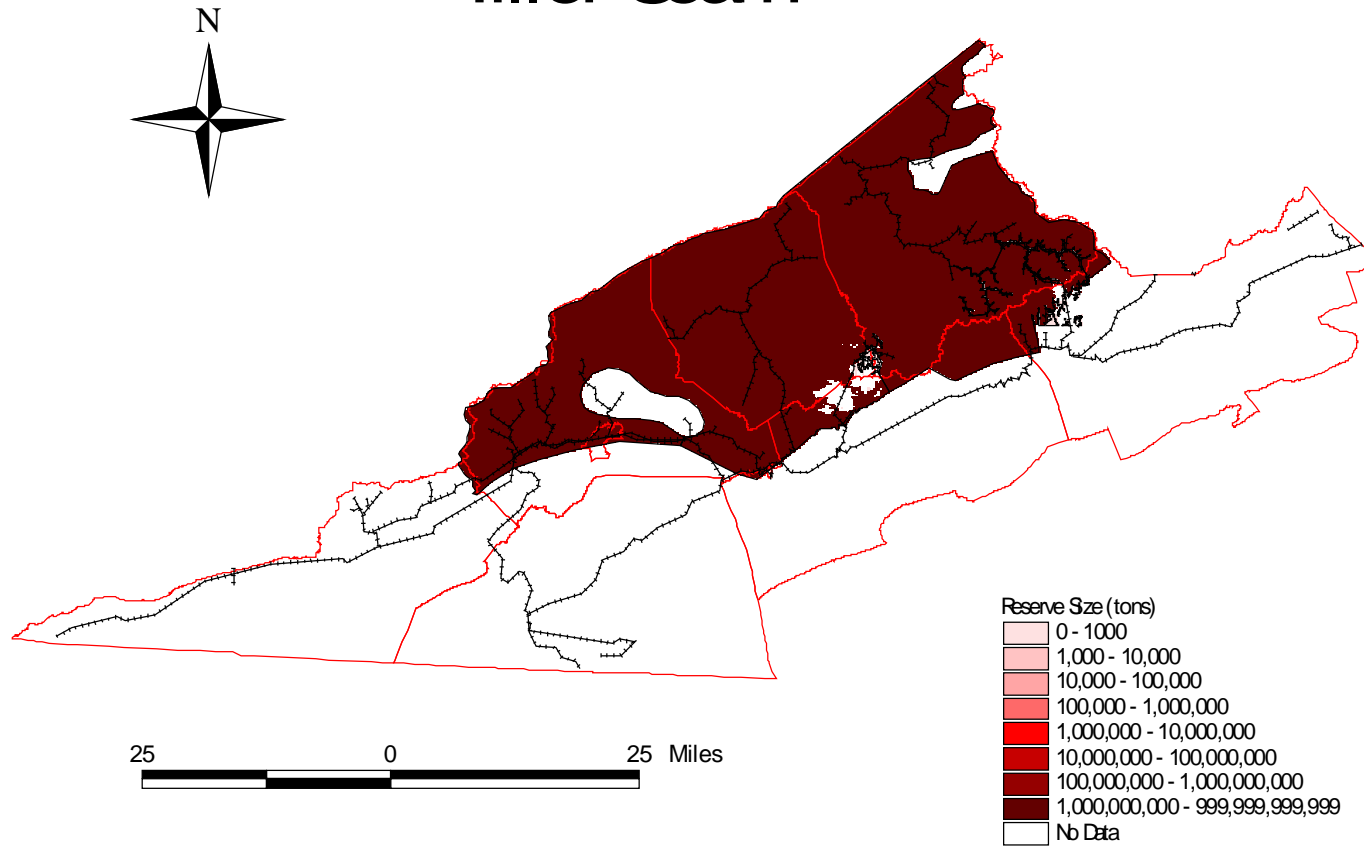 N
25 0 25 Miles
Reserve Size (tons)
0 - 1000
1,000 - 10,000
10,000 - 100,000
100,000 - 1,000,000
1,000,000 - 10,000,000
10,000,000 - 100,000,000
100,000,000 - 1,000,000,000
1,000,000,000 - 999,999,999,999
No Data